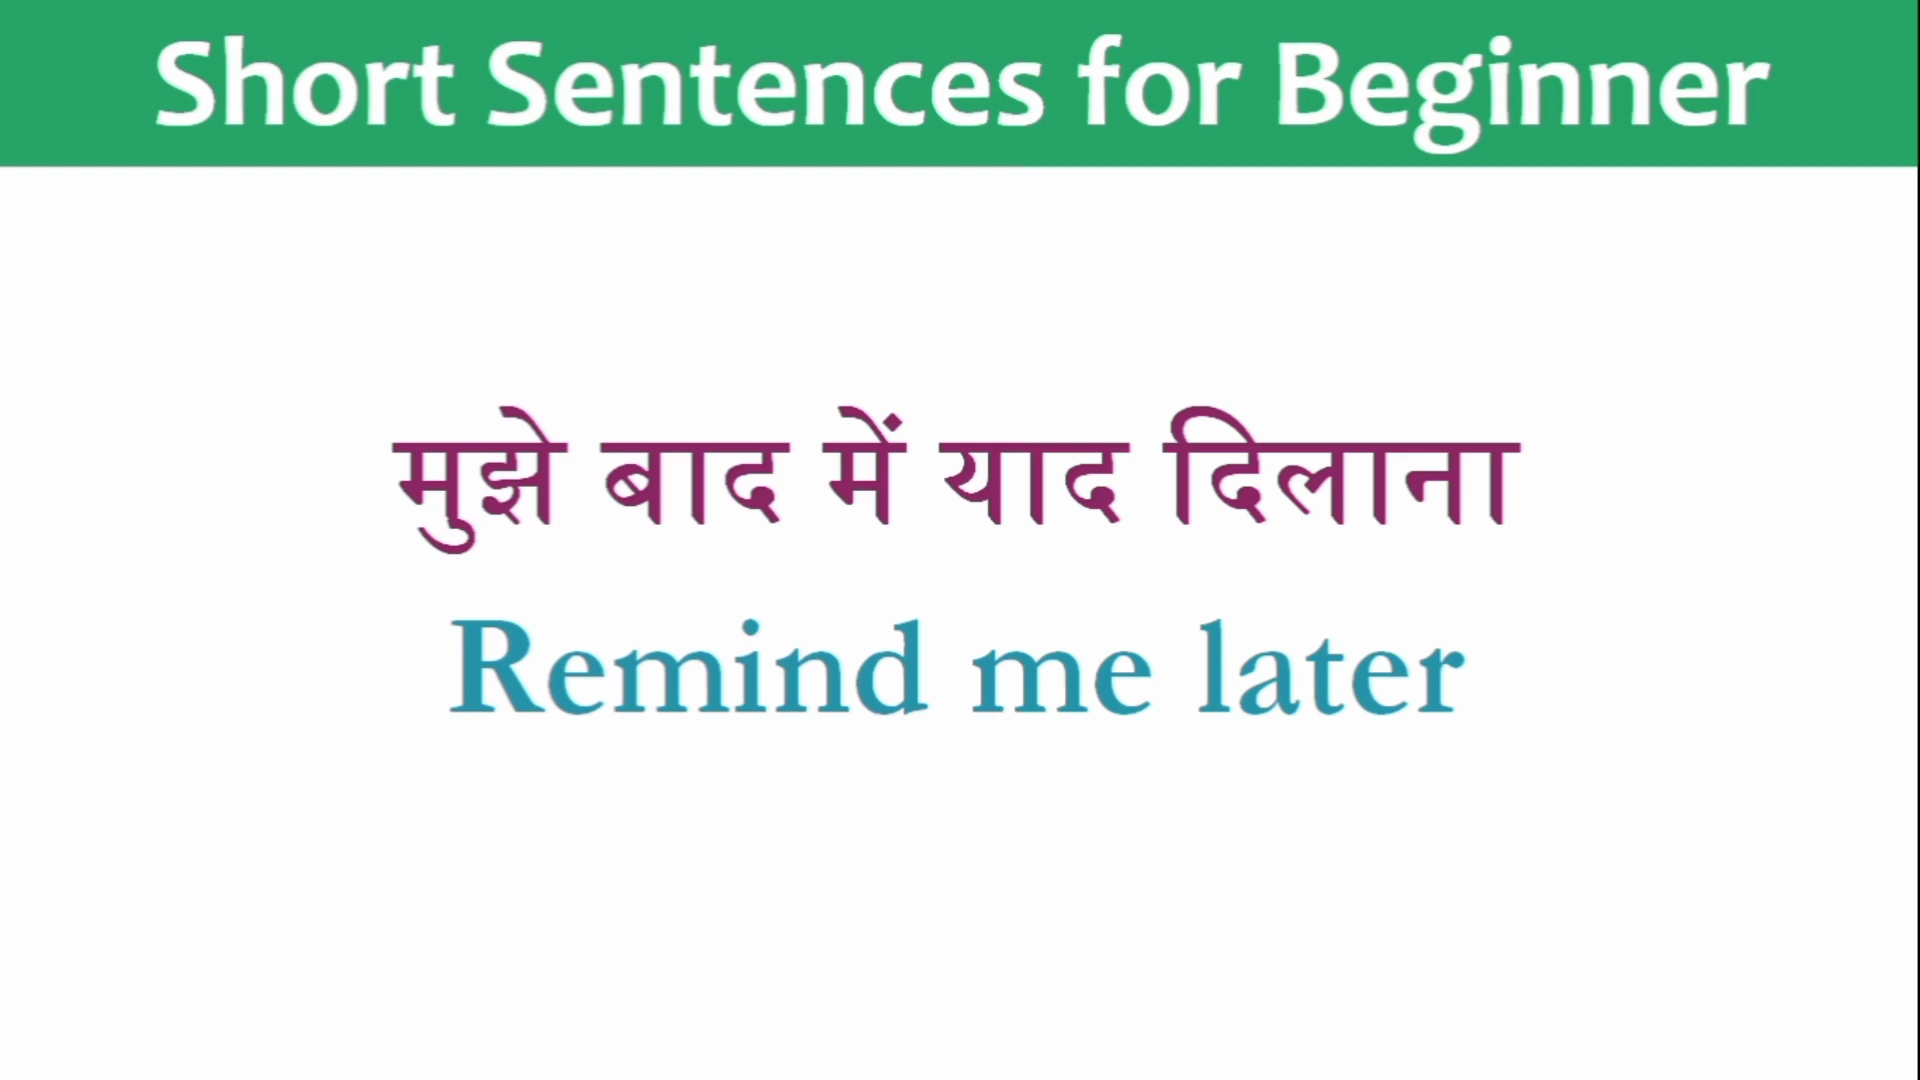 Short Sentences for Beginner
मुझे बाद में याद दिलाना
Remind me later